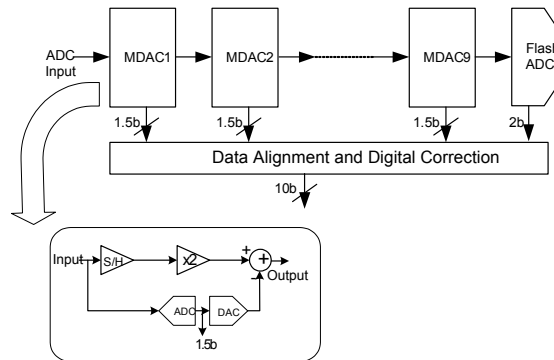 ADC
Input
MDAC1
MDAC2
MDAC9
Flash
ADC
1.5b
1.5b
1.5b
2b
Data Alignment and Digital Correction
10b
Input
S/H
x2
+
+
−
Output
ADC
DAC
1.5b